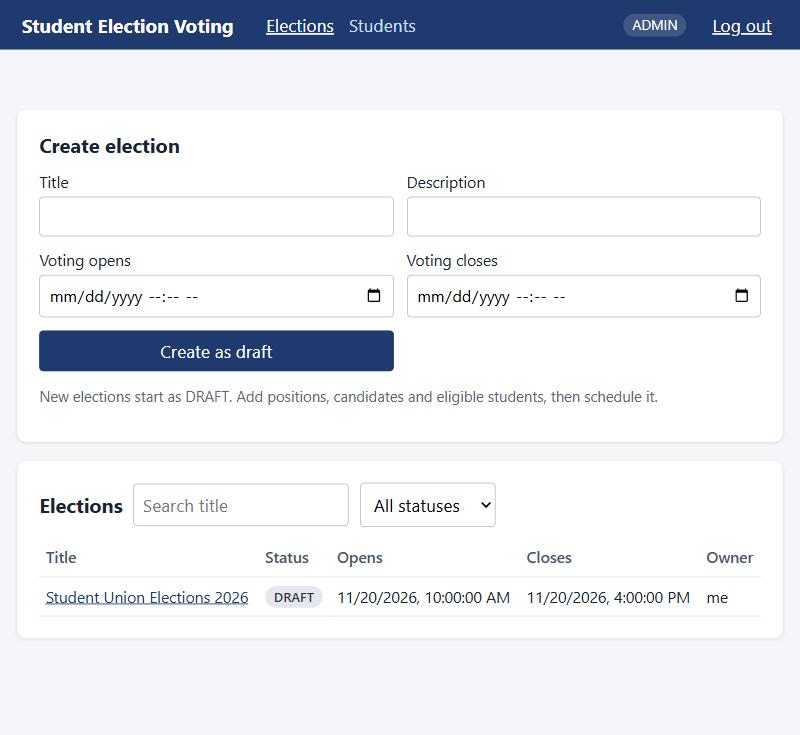 Student Election Voting Elections Students ADMIN Log out
Create election
Title Description
Voting opens Voting closes
mm/dd/yyyy --:-- -- mm/dd/yyyy --:-- --
Create as draft
New elections start as DRAFT. Add positions, candidates and eligible students, then schedule it.
Elections Search title All statuses
Title Status Opens Closes Owner
Student Union Elections 2026 DRAFT 11/20/2026, 10:00:00 AM 11/20/2026, 4:00:00 PM me